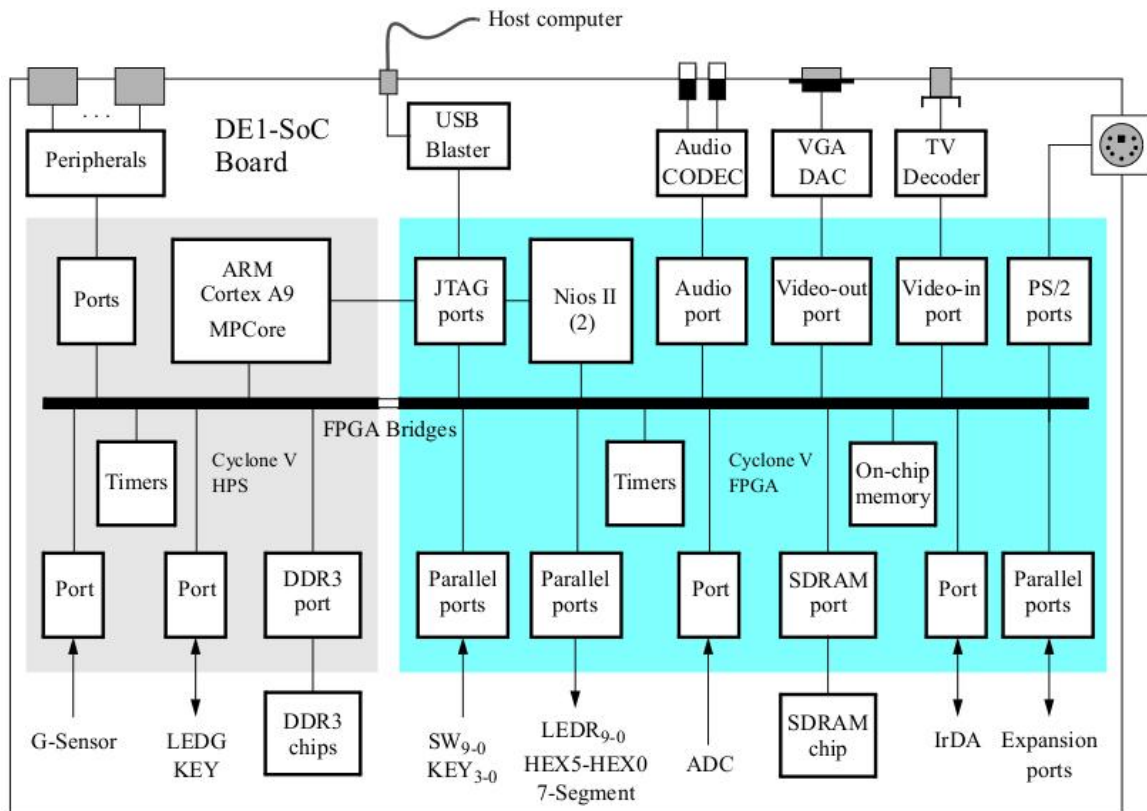 Host computer
DE1-SoC
Board
. . .
Peripherals
USB
Blaster
Audio
CODEC
VGA
DAC
TV
Decoder
Ports
ARM
Cortex A9
MPCore
JTAG
ports
Nios II
(2)
Audio
port
Video-out
port
Video-in
port
PS/2
ports
FPGA Bridges
Timers
Cyclone V
HPS
Timers
Cyclone V
FPGA
On-chip
memory
Port
Port
DDR3
port
Parallel
ports
Parallel
ports
Port
SDRAM
port
Port
Parallel
ports
G-Sensor
LEDG
KEY
DDR3
chips
SW9-0
KEY3-0
LEDR9-0
HEX5-HEX0
7-Segment
ADC
SDRAM
chip
IrDA
Expansion
ports